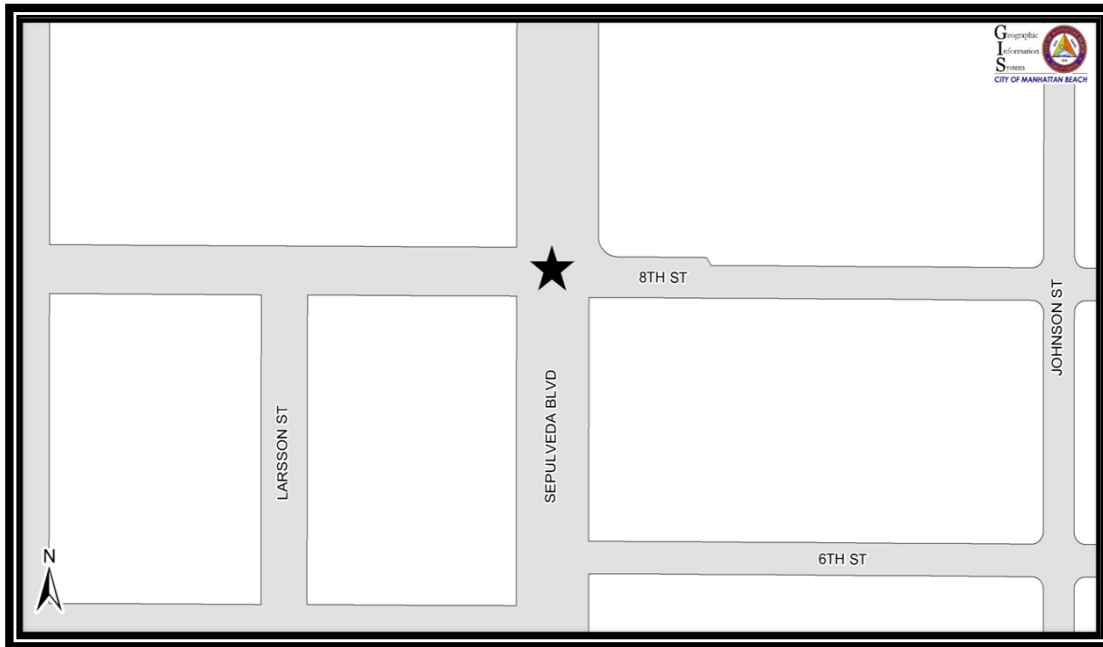 Geographic
Information
System
CITY OF MANHATTAN BEACH
8TH ST
JOHNSON ST
SEPULVEDA BLVD
LARSSON ST
N
6TH ST